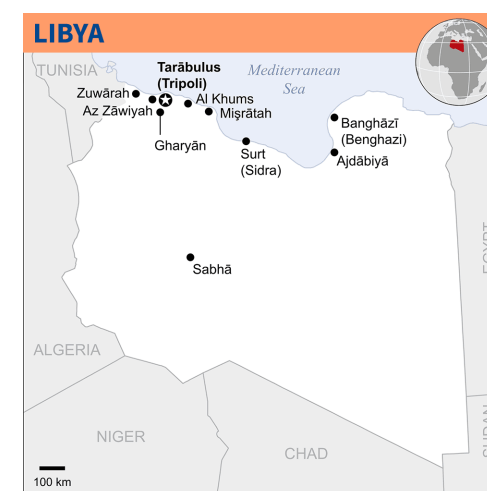 LIBYA
TUNISIA
Tarābulus
(Tripoli)
Mediterranean
Sea
Zuwārah
Az Zāwiyah
Al Khums
Mişrātah
Gharyān
Surt
(Sidra)
Banghāzī
(Benghazi)
Ajdābiyā
EGYPT
Sabhā
ALGERIA
NIGER
CHAD
SUDAN
100 km